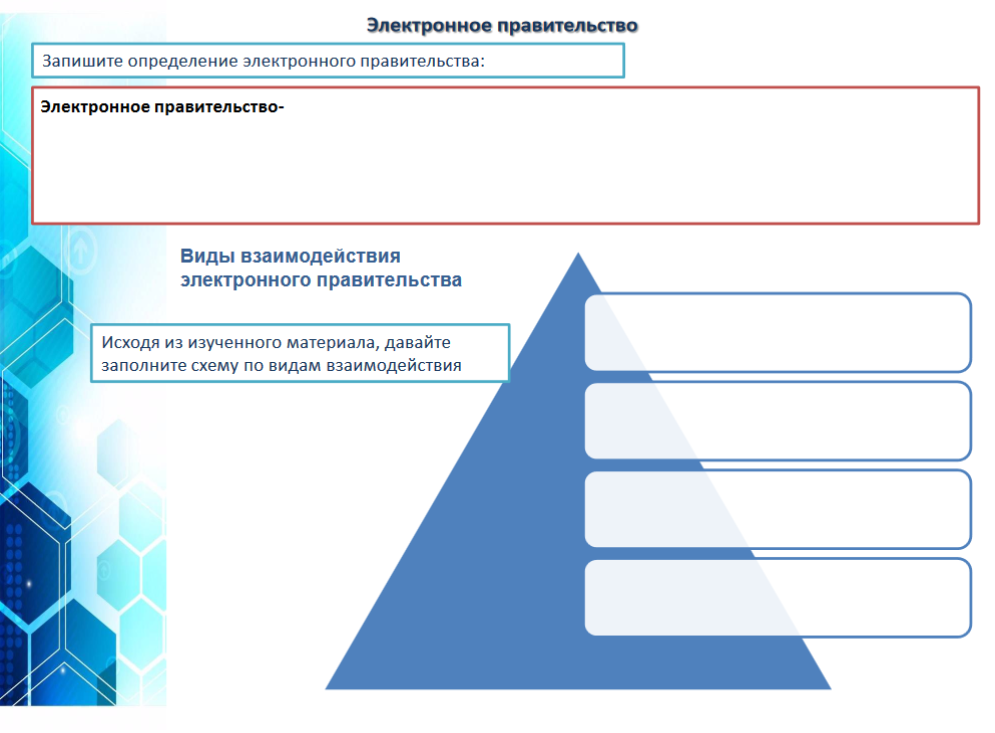 Электронное правительство
Запишите определение электронного правительства:
Электронное правительство-
Виды взаимодействия
электронного правительства
Исходя из изученного материала, давайте
заполните схему по видам взаимодействия